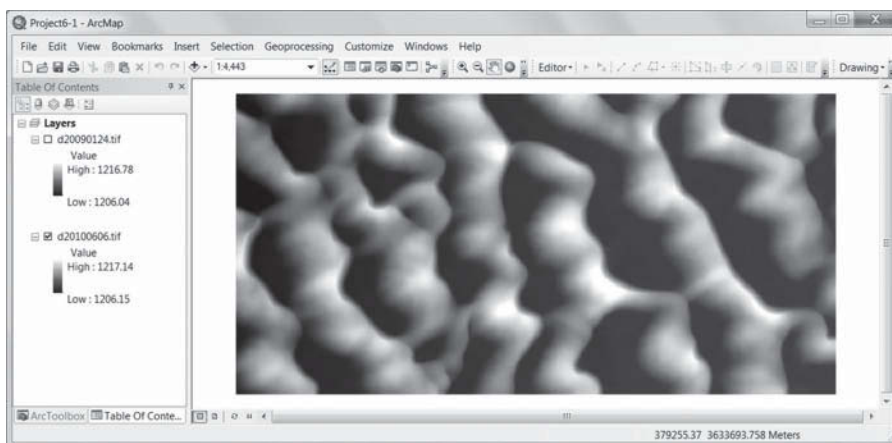 Project6-1 - ArcMap
File Edit View Bookmarks Insert Selection Geoprocessing Customize Windows Help
1:4,443
Editor
Drawing
Table Of Contents
Layers
d20090124.tif
Value
High : 1216.78
Low : 1206.04
d20100606.tif
Value
High : 1217.14
Low : 1206.15
ArcToolbox
Table Of Conte...
379255.37 3633693.758 Meters